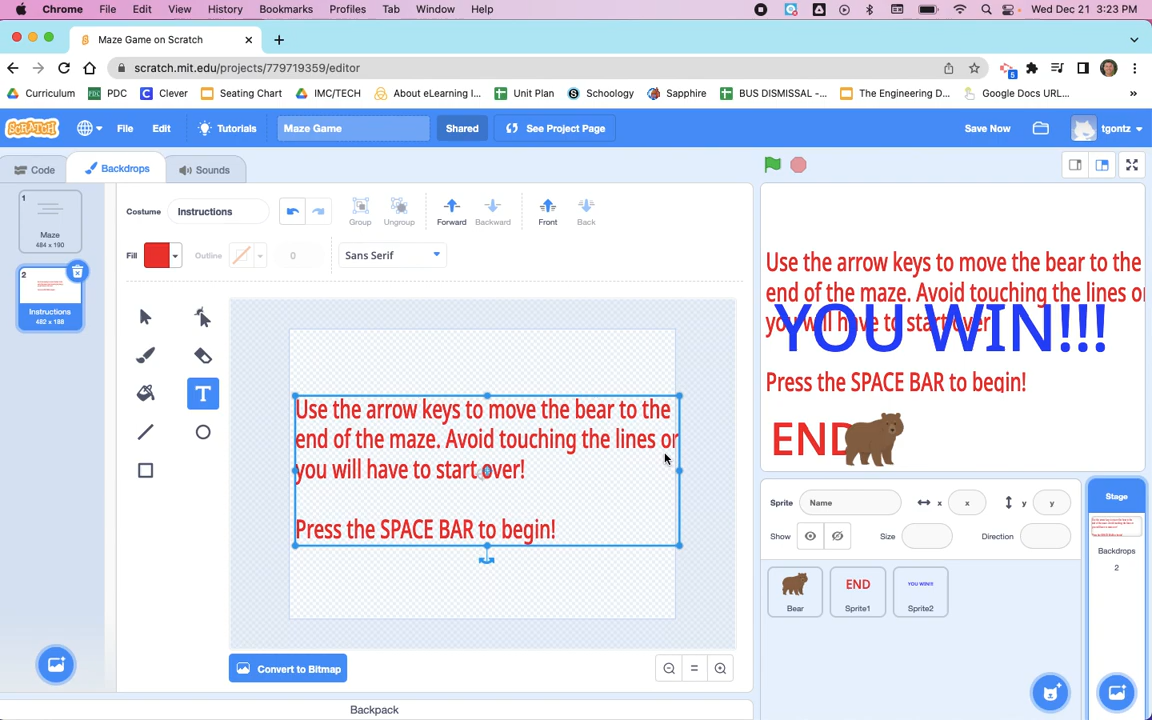 Chrome File Edit View History Bookmarks Profiles Tab Window Help Wed Dec 21 3:23 PM
Maze Game on Scratch
scratch.mit.edu/projects/779719359/editor
5
Curriculum PDC Clever Seating Chart IMC/TECH About eLearning I... Unit Plan Schoology Sapphire BUS DISMISSAL -... The Engineering D... Google Docs URL... »
SCRATCH File Edit Tutorials Maze Game Shared See Project Page Save Now tgontz
Code Backdrops Sounds
Costume Instructions Group Ungroup Forward Backward Front Back
Fill Outline 0 Sans Serif
1
Maze
484 x 190
2
Instructions
482 x 188
T
Use the arrow keys to move the bear to the
end of the maze. Avoid touching the lines or
you will have to start over!
Press the SPACE BAR to begin!
Convert to Bitmap
Backpack
Use the arrow keys to move the bear to the
end of the maze. Avoid touching the lines or
you will have to start over!
YOU WIN!!!
Press the SPACE BAR to begin!
END
Sprite Name x x y y
Show Size Direction
Bear
END
Sprite1
YOU WIN!!!
Sprite2
Stage
Backdrops
2